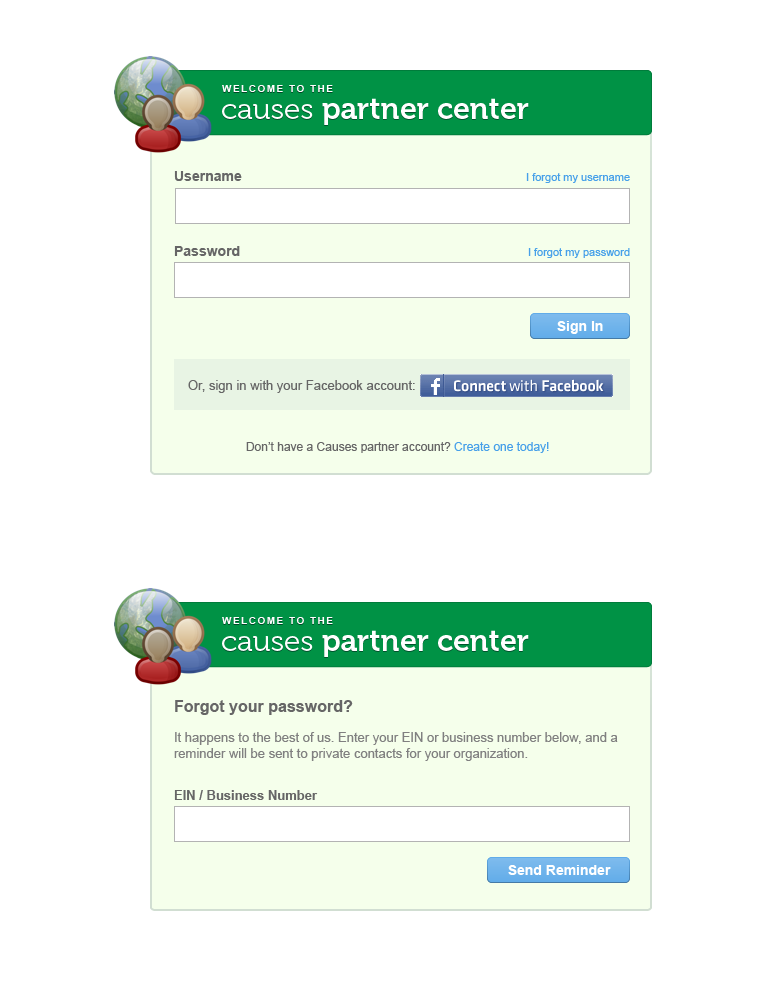 WELCOME TO THE
causes partner center
Username
I forgot my username
Password
I forgot my password
Sign In
Or, sign in with your Facebook account:
f Connect with Facebook
Don't have a Causes partner account? Create one today!
WELCOME TO THE
causes partner center
Forgot your password?
It happens to the best of us. Enter your EIN or business number below, and a
reminder will be sent to private contacts for your organization.
EIN / Business Number
Send Reminder